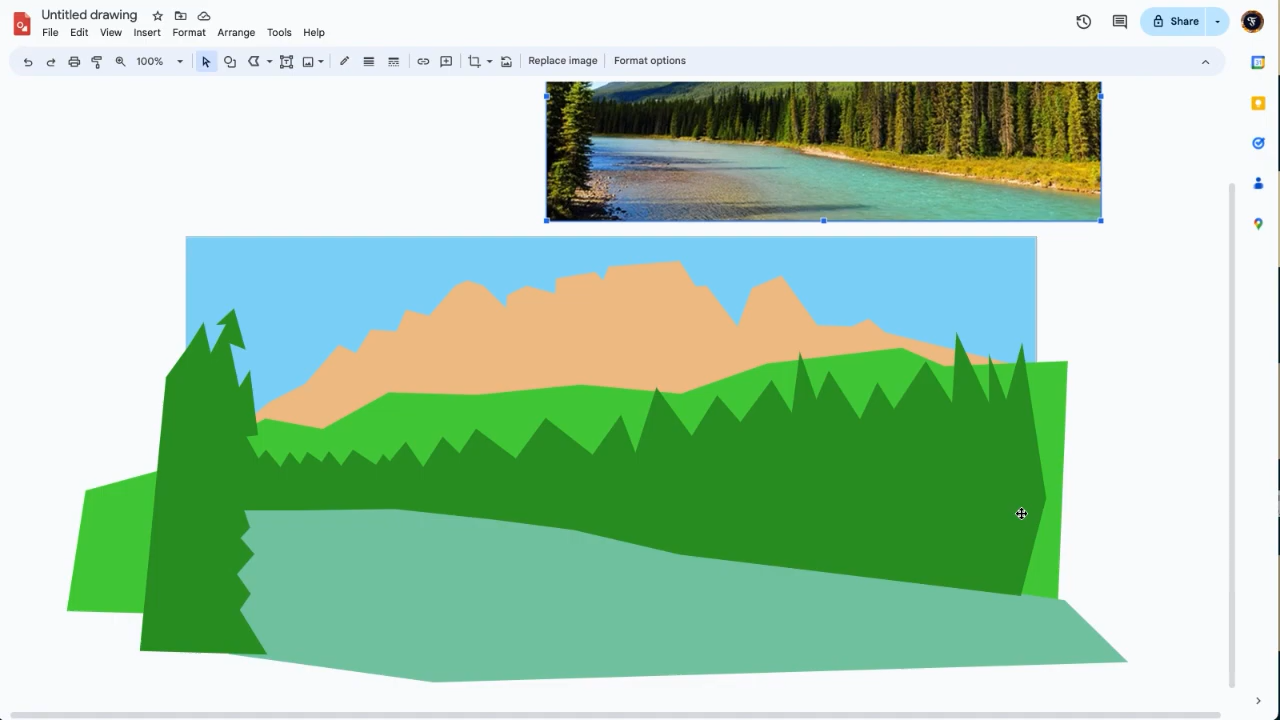 Untitled drawing
File Edit View Insert Format Arrange Tools Help
Share
100%
Replace image
Format options